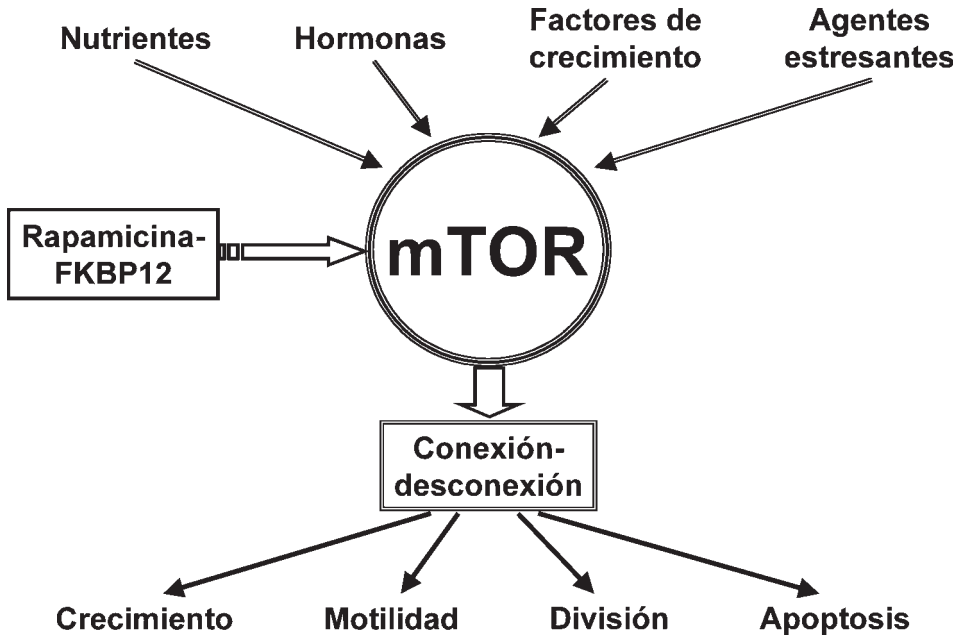 Nutrientes
Hormonas
Factores de
crecimiento
Agentes
estresantes
Rapamicina-
FKBP12
mTOR
Conexión-
desconexión
Crecimiento
Motilidad
División
Apoptosis